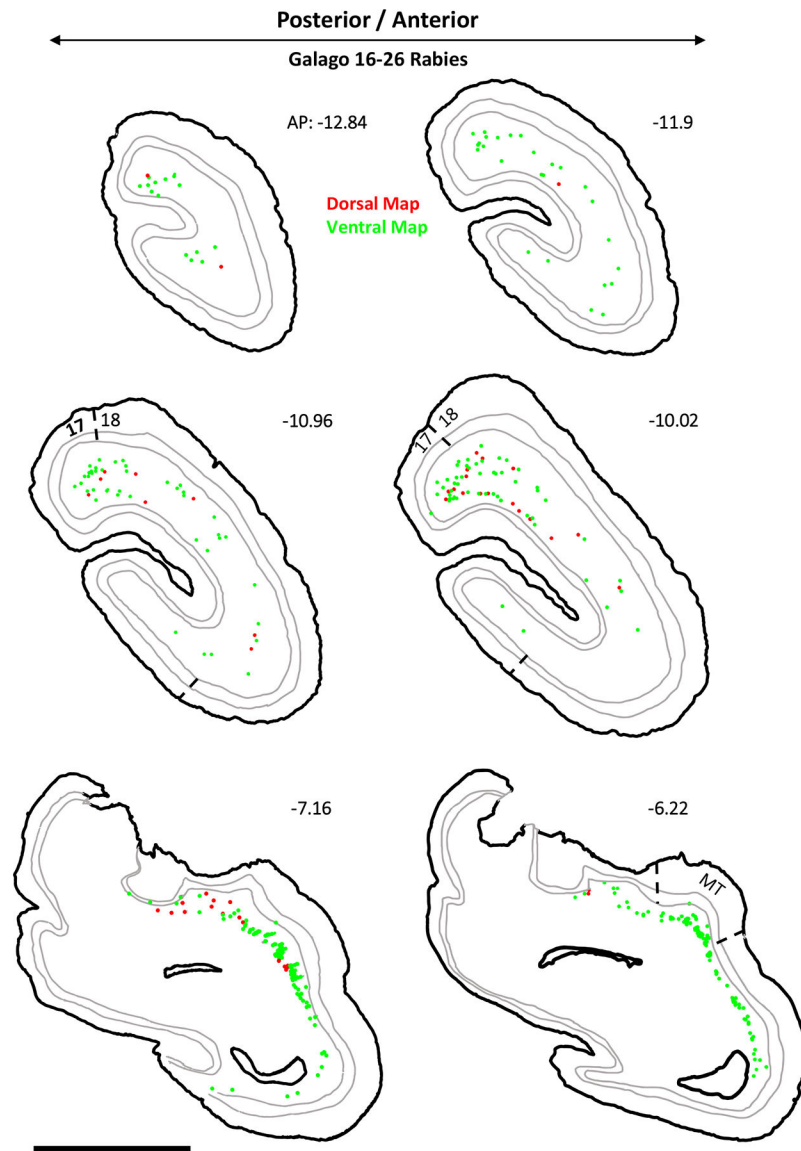 Posterior / Anterior
Galago 16-26 Rabies
AP: -12.84
-11.9
Dorsal Map
Ventral Map
17 18
-10.96
17 18
-10.02
-7.16
-6.22
MT